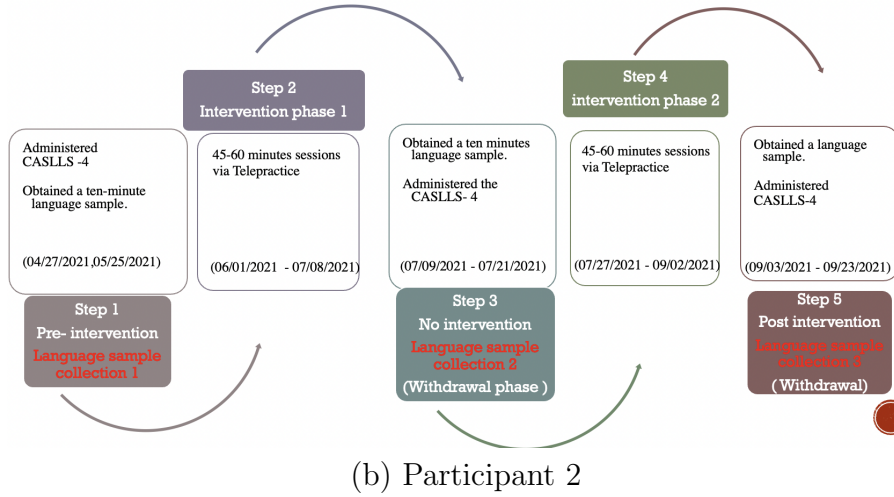 Step 2
Intervention phase 1
Step 4
intervention phase 2
Administered
CASLLS -4
Obtained a ten-minute
language sample.
(04/27/2021,05/25/2021)
45-60 minutes sessions
via Telepractice
(06/01/2021 - 07/08/2021)
Obtained a ten minutes
language sample.
Administered the
CASLLS- 4
(07/09/2021 - 07/21/2021)
45-60 minutes sessions
via Telepractice
(07/27/2021 - 09/02/2021)
Obtained a language
sample.
Administered
CASLLS-4
(09/03/2021 - 09/23/2021)
Step 1
Pre- intervention
Language sample
collection 1
Step 3
No intervention
Language sample
collection 2
(Withdrawal phase )
Step 5
Post intervention
Language sample
collection 3
(Withdrawal)
(b) Participant 2